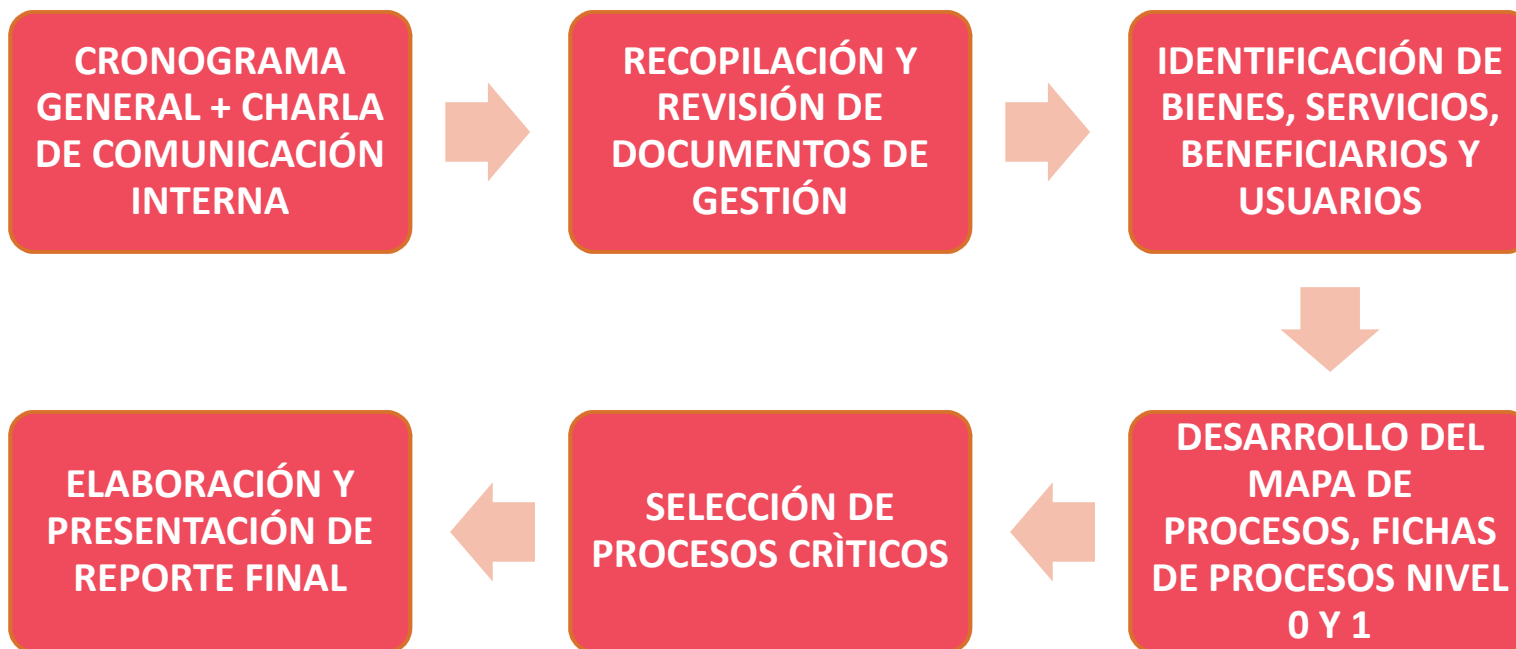 CRONOGRAMA
GENERAL + CHARLA
DE COMUNICACIÓN
INTERNA
RECOPILACIÓN Y
REVISIÓN DE
DOCUMENTOS DE
GESTIÓN
IDENTIFICACIÓN DE
BIENES, SERVICIOS,
BENEFICIARIOS Y
USUARIOS
DESARROLLO DEL
MAPA DE
PROCESOS, FICHAS
DE PROCESOS NIVEL
0 Y 1
SELECCIÓN DE
PROCESOS CRÌTICOS
ELABORACIÓN Y
PRESENTACIÓN DE
REPORTE FINAL